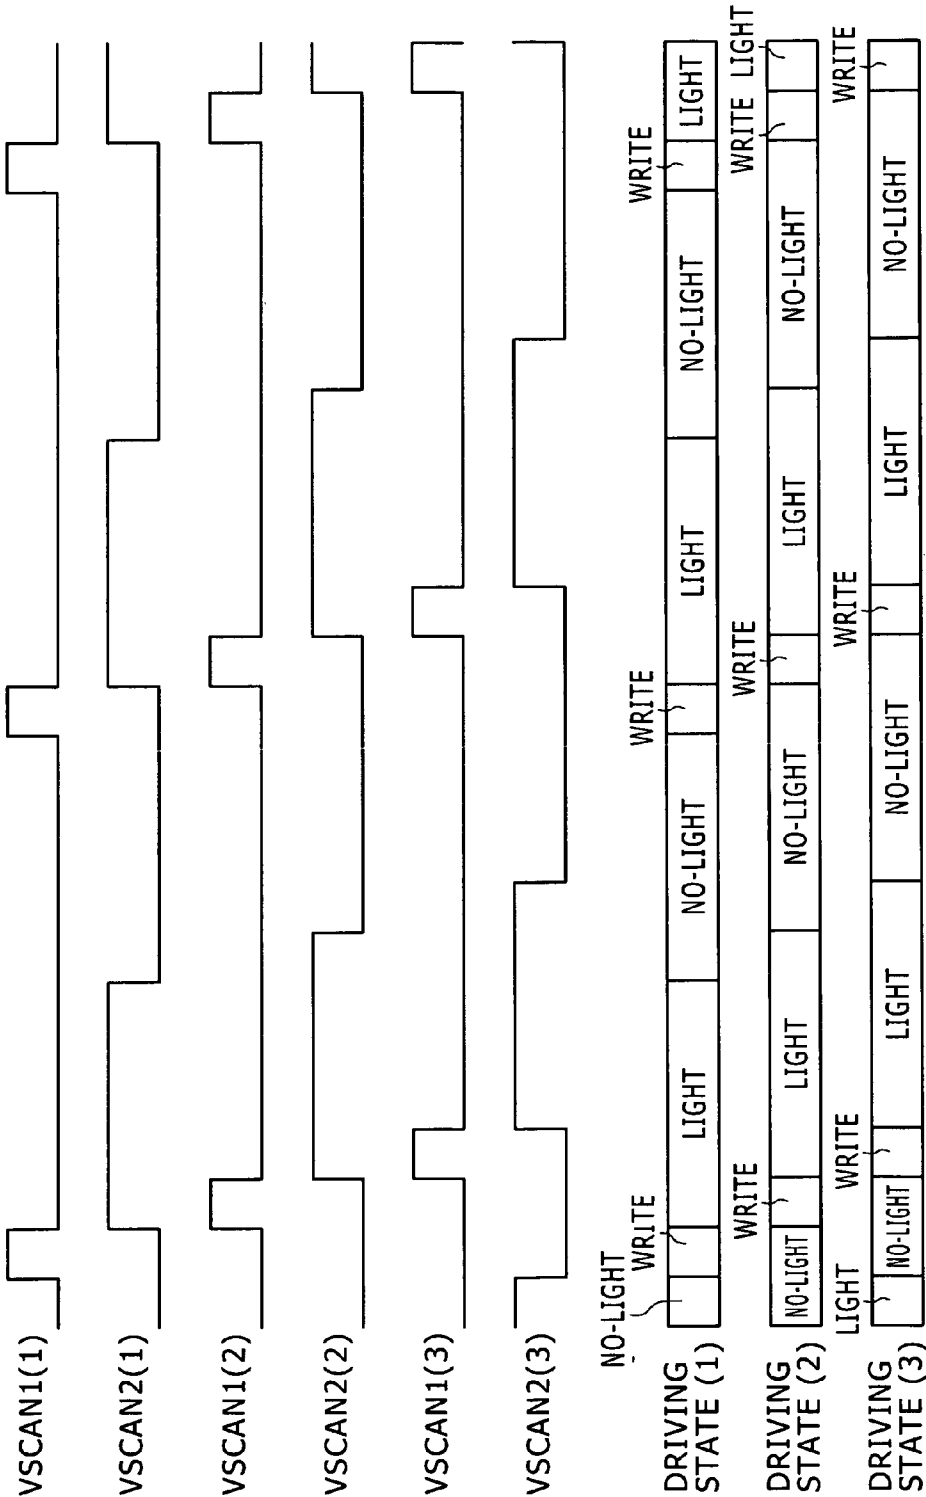 VSCAN1(1)
VSCAN2(1)
VSCAN1(2)
VSCAN2(2)
VSCAN1(3)
VSCAN2(3)
DRIVING
STATE (1)
NO-LIGHT
WRITE
LIGHT
NO-LIGHT
WRITE
LIGHT
NO-LIGHT
WRITE
LIGHT
DRIVING
STATE (2)
NO-LIGHT
WRITE
LIGHT
NO-LIGHT
WRITE
LIGHT
NO-LIGHT
WRITE
LIGHT
DRIVING
STATE (3)
LIGHT
NO-LIGHT
WRITE
LIGHT
NO-LIGHT
WRITE
LIGHT
NO-LIGHT
WRITE